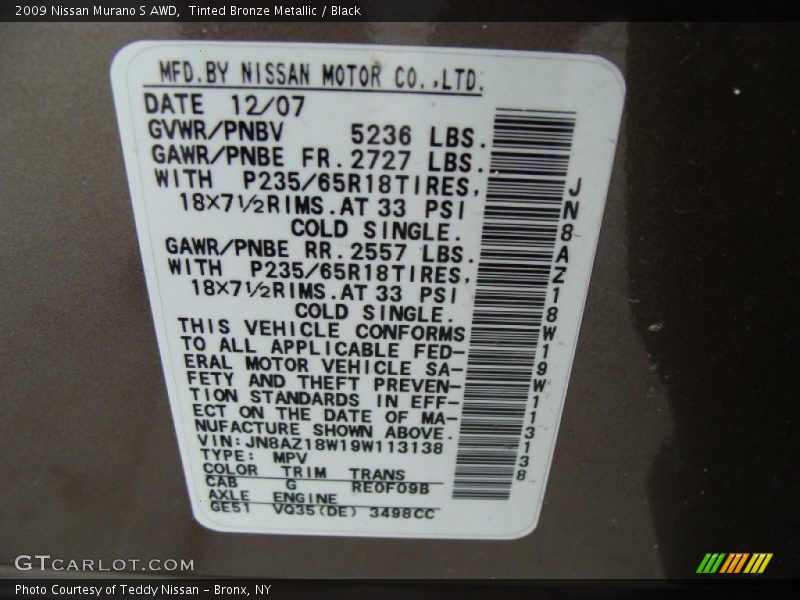 2009 Nissan Murano S AWD,  Tinted Bronze Metallic / Black
MFD.BY NISSAN MOTOR CO.,LTD.
DATE 12/07
GVWR/PNBV 5236 LBS.
GAWR/PNBE FR.2727 LBS.
WITH P235/65R18TIRES,
18×7½RIMS.AT 33 PSI
COLD SINGLE.
GAWR/PNBE RR.2557 LBS.
WITH P235/65R18TIRES,
18×7½RIMS.AT 33 PSI
COLD SINGLE.
THIS VEHICLE CONFORMS
TO ALL APPLICABLE FED-
ERAL MOTOR VEHICLE SA-
FETY AND THEFT PREVEN-
TION STANDARDS IN EFF-
ECT ON THE DATE OF MA-
NUFACTURE SHOWN ABOVE.
VIN:JN8AZ18W19W113138
TYPE: MPV
COLOR TRIM TRANS
CAB G RE0F09B
AXLE ENGINE
GE51 VQ35(DE) 3498CC
JN8AZ18W19W113138
GTCARLOT.COM
Photo Courtesy of Teddy Nissan - Bronx, NY